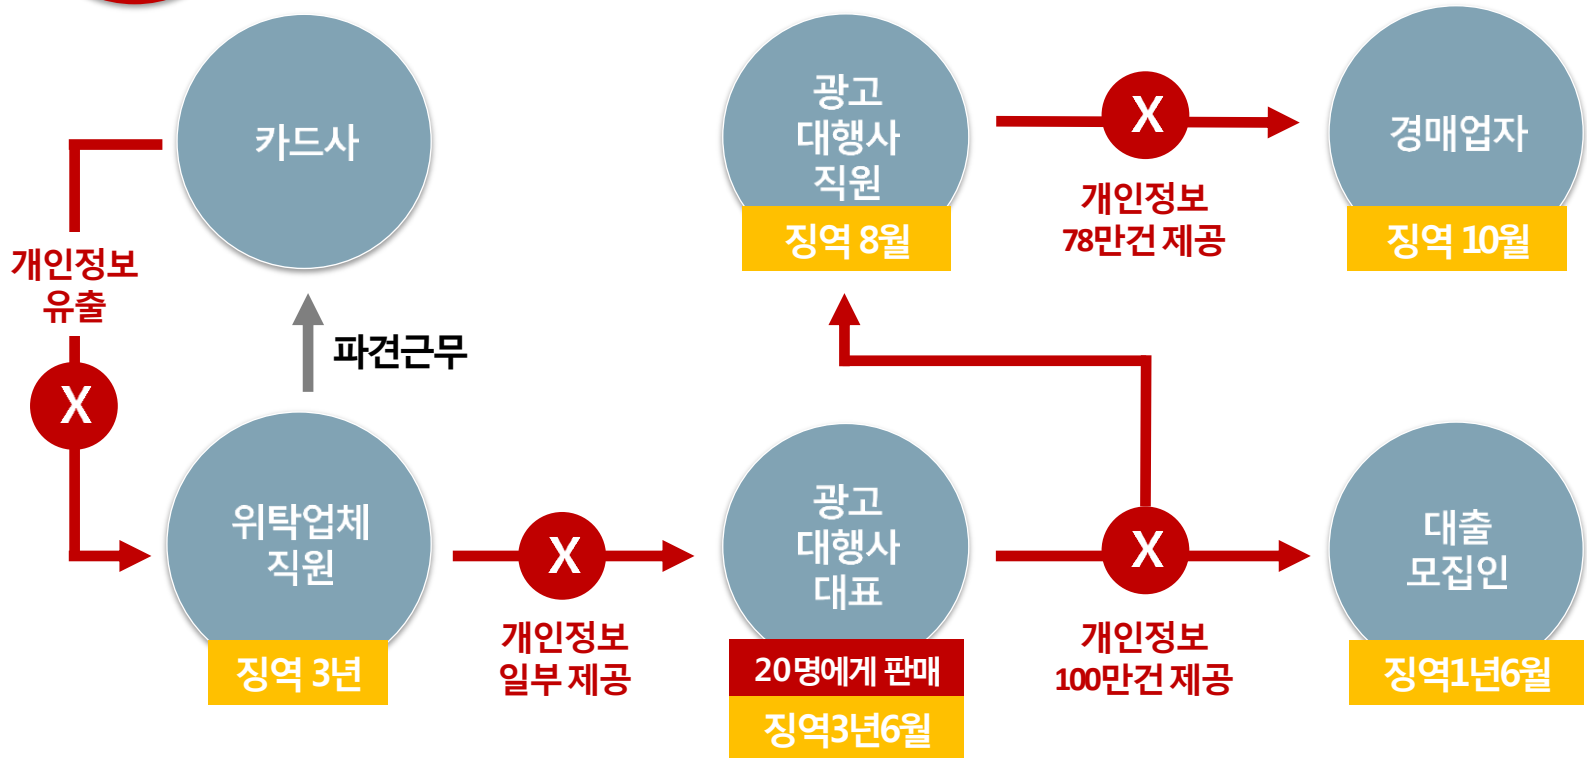 카드사
개인정보
유출
X
파견근무
위탁업체
직원
징역 3년
X
개인정보
일부 제공
광고
대행사
직원
징역 8월
X
개인정보
78만건 제공
경매업자
징역 10월
광고
대행사
대표
20명에게 판매
징역3년6월
X
개인정보
100만건 제공
대출
모집인
징역1년6월